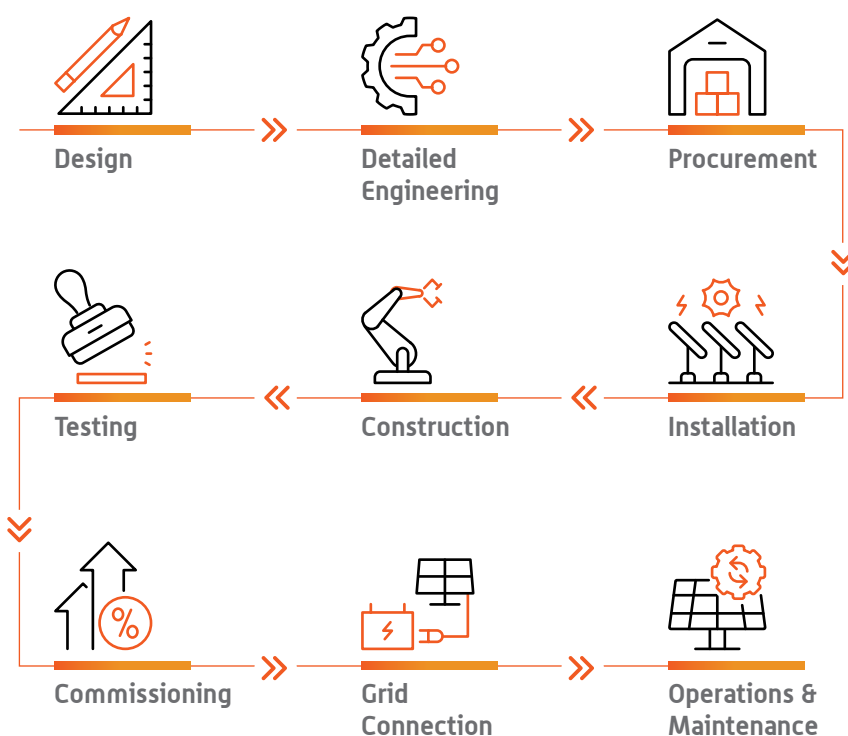 Design
Detailed
Engineering
Procurement
Testing
Construction
Installation
%
Commissioning
Grid
Connection
Operations &
Maintenance